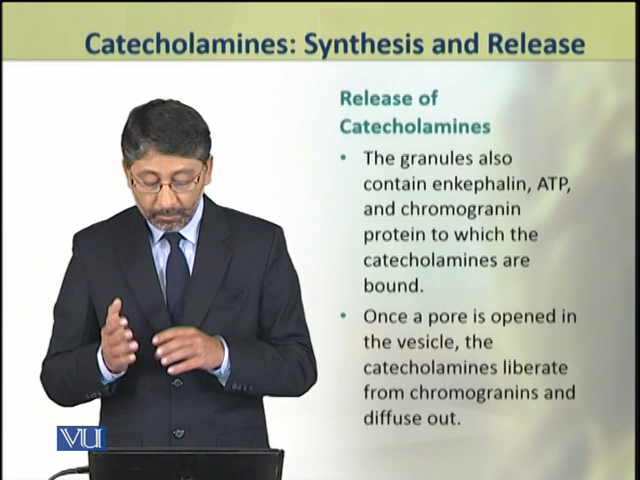 Catecholamines: Synthesis and Release
Release of
Catecholamines
• The granules also
contain enkephalin, ATP,
and chromogranin
protein to which the
catecholamines are
bound.
• Once a pore is opened in
the vesicle, the
catecholamines liberate
from chromogranins and
diffuse out.
VU